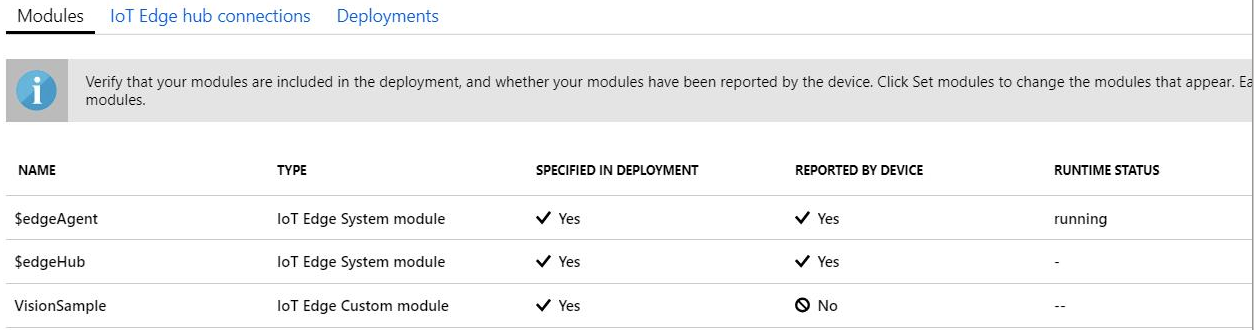 Modules IoT Edge hub connections Deployments
i
Verify that your modules are included in the deployment, and whether your modules have been reported by the device. Click Set modules to change the modules that appear. Ea
modules.
NAME TYPE SPECIFIED IN DEPLOYMENT REPORTED BY DEVICE RUNTIME STATUS
$edgeAgent IoT Edge System module Yes Yes running
$edgeHub IoT Edge System module Yes Yes -
VisionSample IoT Edge Custom module Yes No --